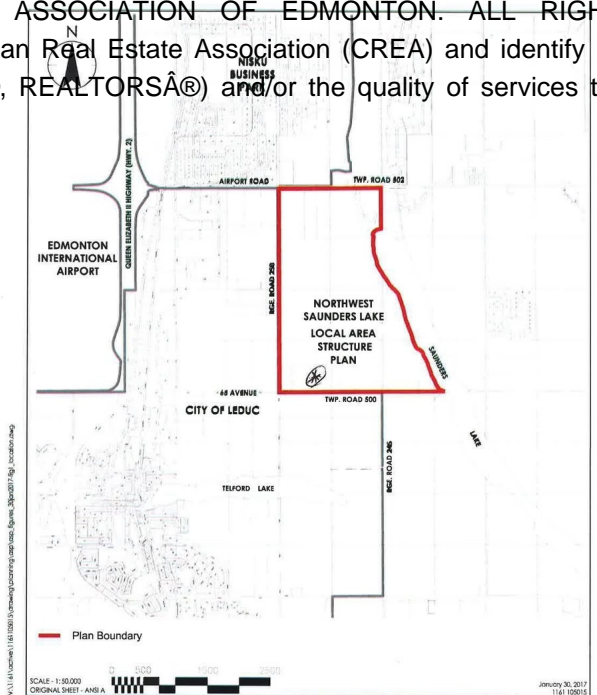 ASSOCIATION OF EDMONTON. ALL RIGH
an Real Estate Association (CREA) and identify
, REALTORSÂ®) and/or the quality of services t
N
NISKU
BUSINESS
PARK
QUEEN ELIZABETH II HIGHWAY (HWY. 2)
AIRPORT ROAD
TWP. ROAD 502
EDMONTON
INTERNATIONAL
AIRPORT
RGE. ROAD 250
NORTHWEST
SAUNDERS LAKE
LOCAL AREA
STRUCTURE
PLAN
SAUNDERS
LAKE
65 AVENUE
TWP. ROAD 500
CITY OF LEDUC
RGE. ROAD 245
TELFORD LAKE
Plan Boundary
0 500 1500 2500
SCALE - 1:50,000
ORIGINAL SHEET - ANSI A
January 30, 2017
1161 105015